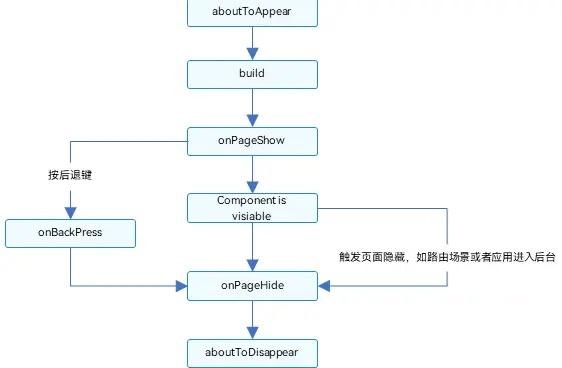 aboutToAppear
build
onPageShow
按后退键
Component is
visiable
onBackPress
触发页面隐藏，如路由场景或者应用进入后台
onPageHide
aboutToDisappear